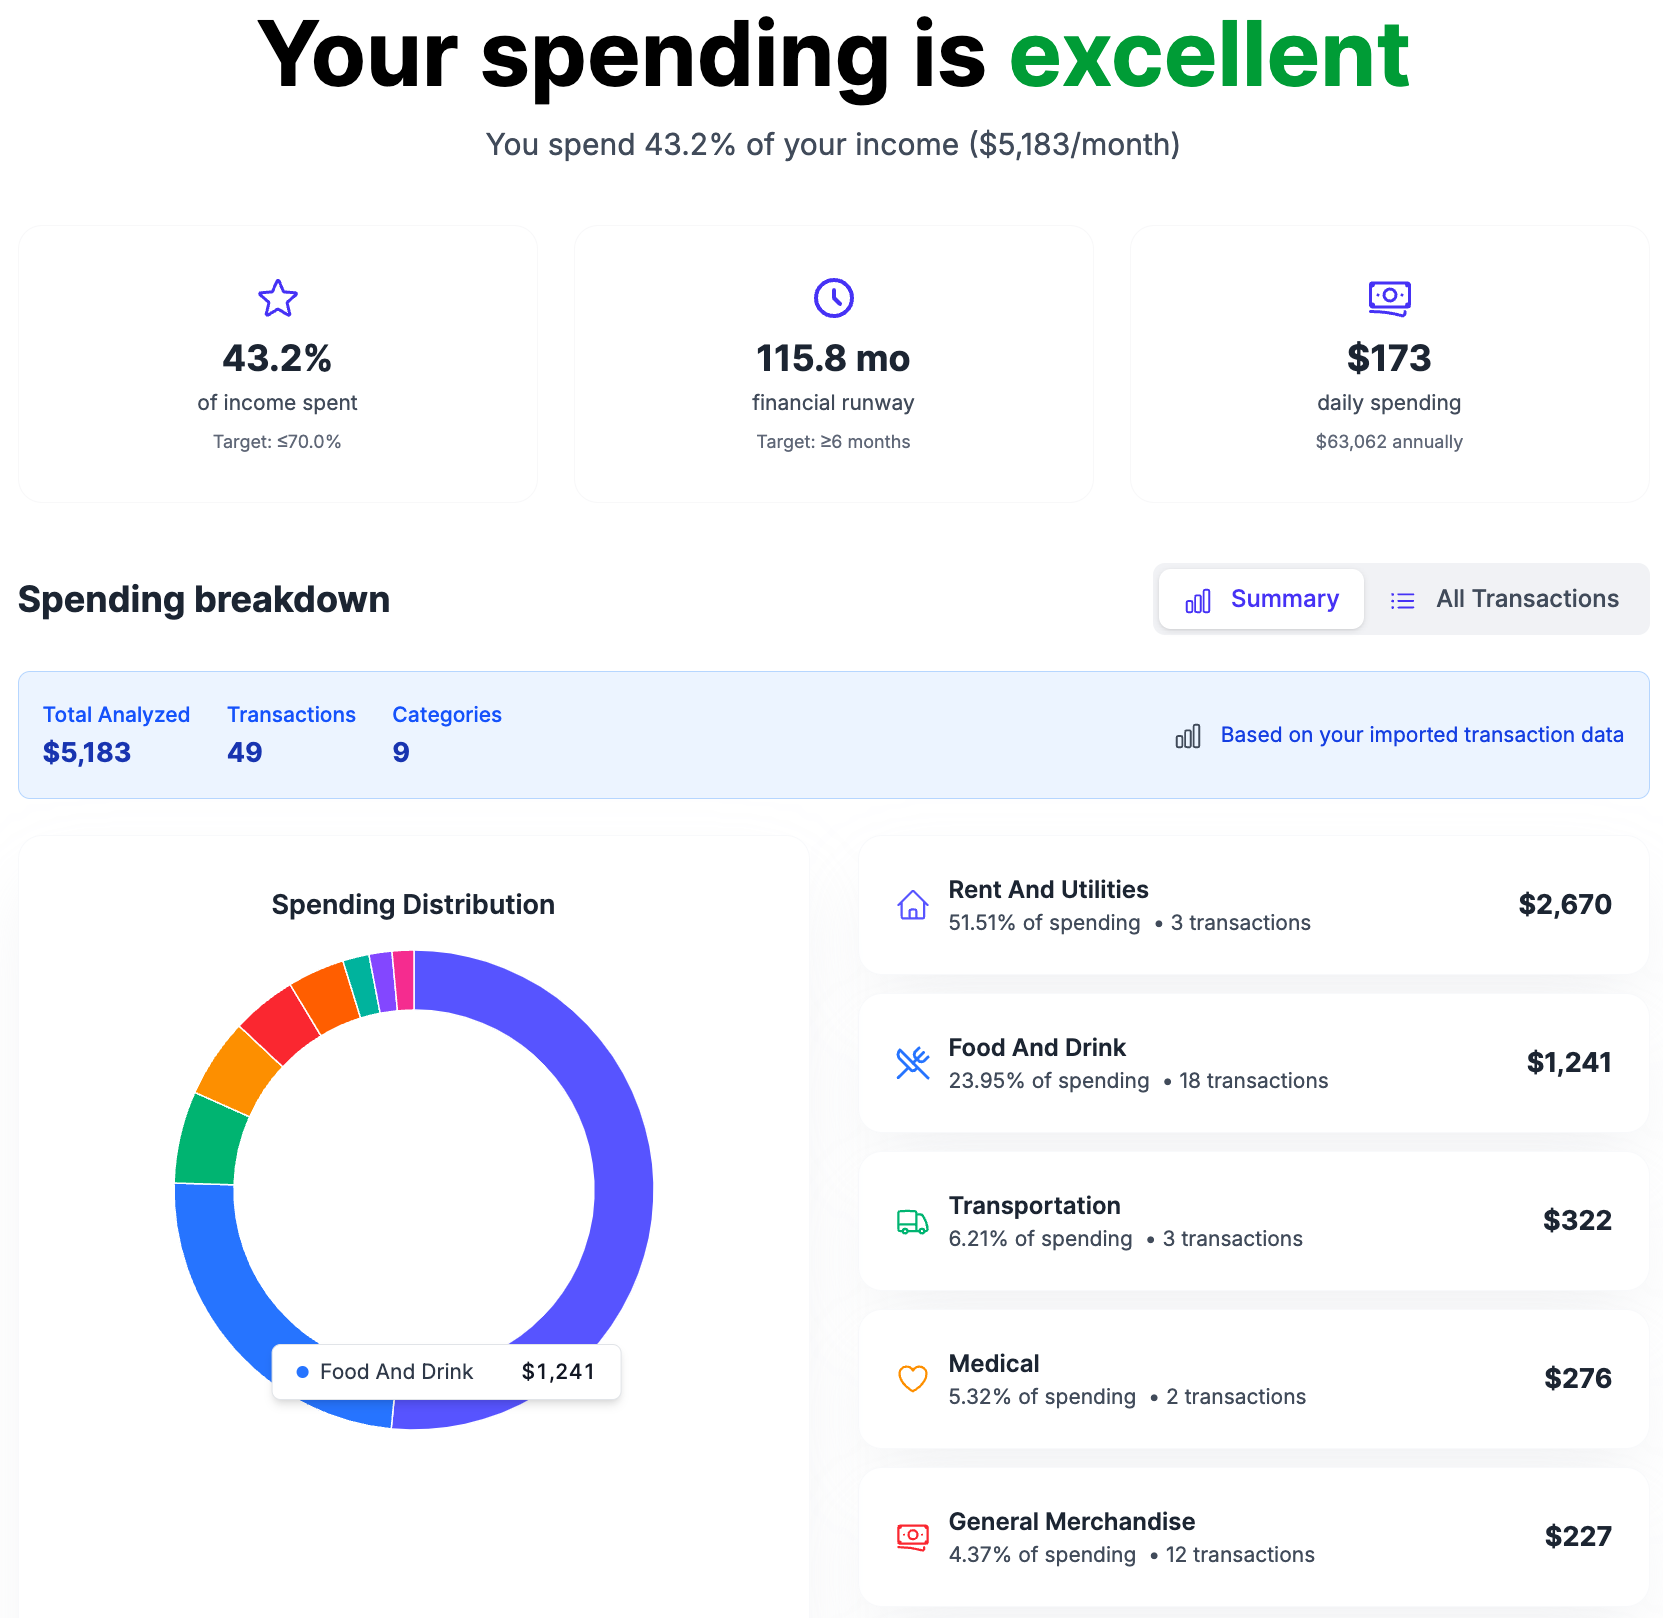 Your spending is excellent
You spend 43.2% of your income ($5,183/month)
43.2%
of income spent
Target: ≤70.0%
115.8 mo
financial runway
Target: ≥6 months
$173
daily spending
$63,062 annually
Spending breakdown
Summary
All Transactions
Total Analyzed
$5,183
Transactions
49
Categories
9
Based on your imported transaction data
Spending Distribution
Food And Drink $1,241
Rent And Utilities
51.51% of spending • 3 transactions
$2,670
Food And Drink
23.95% of spending • 18 transactions
$1,241
Transportation
6.21% of spending • 3 transactions
$322
Medical
5.32% of spending • 2 transactions
$276
General Merchandise
4.37% of spending • 12 transactions
$227